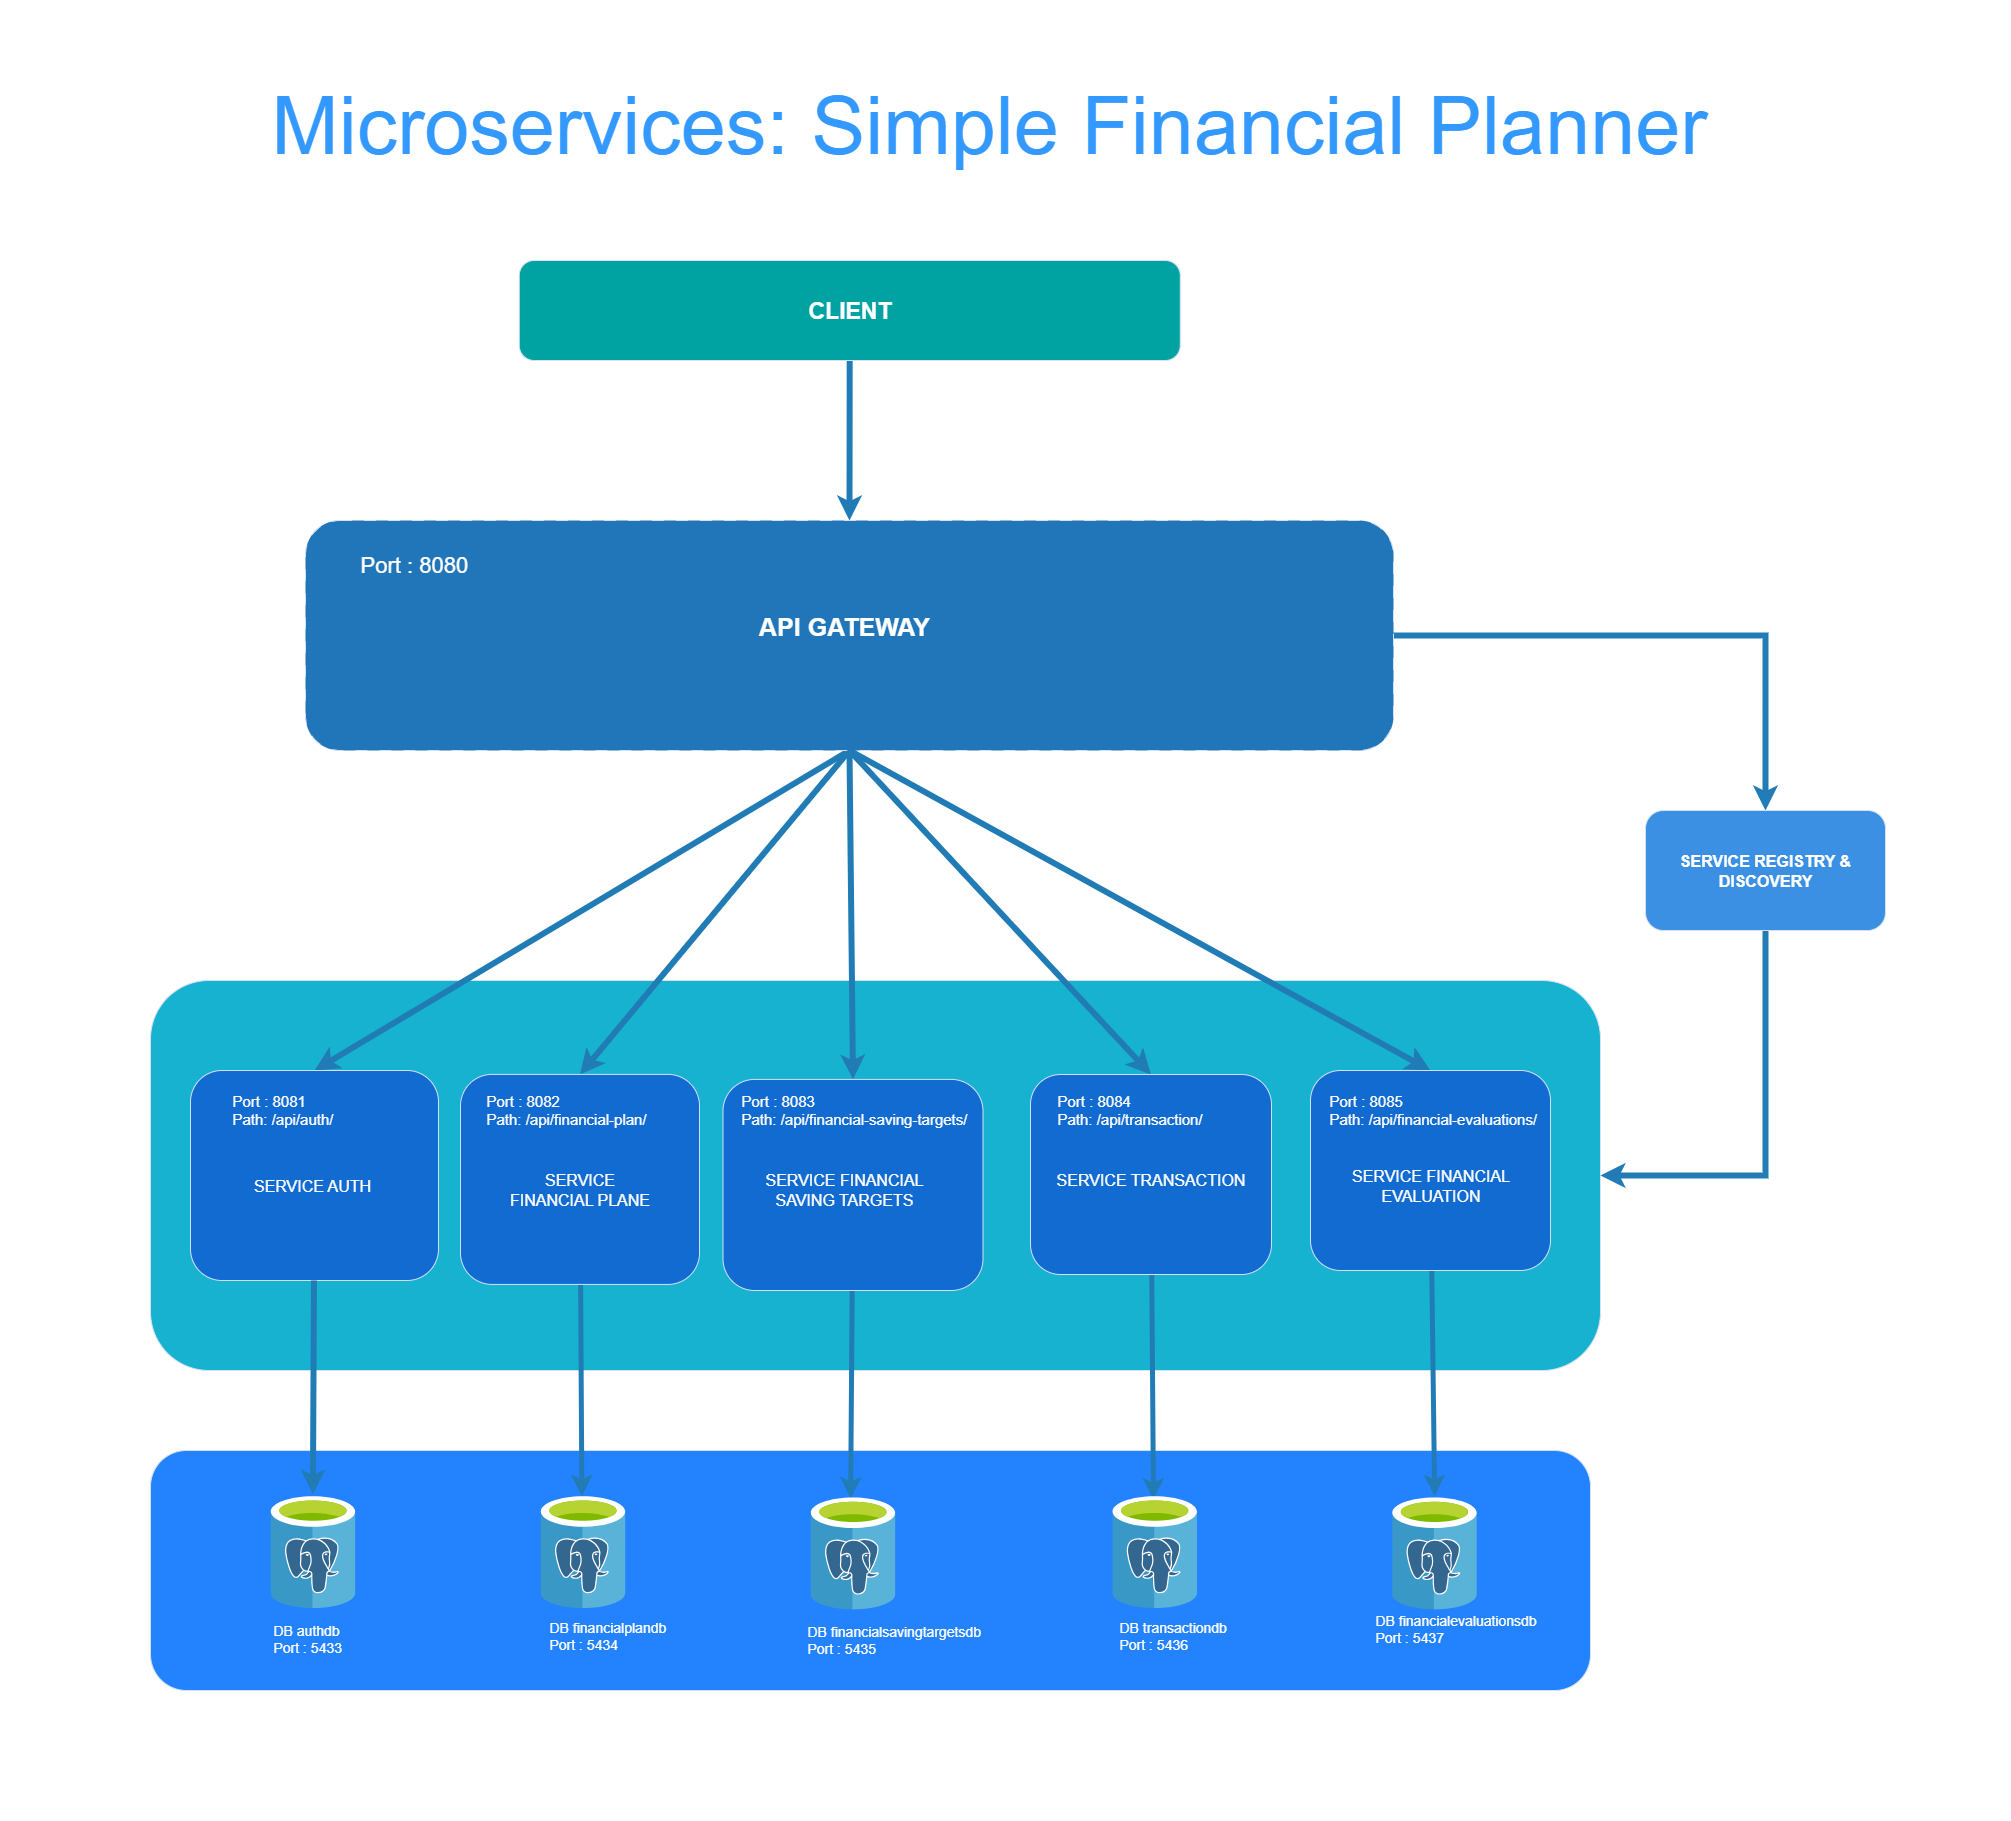 Microservices: Simple Financial Planner
CLIENT
Port : 8080
API GATEWAY
SERVICE REGISTRY &
DISCOVERY
Port : 8081
Path: /api/auth/
SERVICE AUTH
Port : 8082
Path: /api/financial-plan/
SERVICE
FINANCIAL PLANE
Port : 8083
Path: /api/financial-saving-targets/
SERVICE FINANCIAL
SAVING TARGETS
Port : 8084
Path: /api/transaction/
SERVICE TRANSACTION
Port : 8085
Path: /api/financial-evaluations/
SERVICE FINANCIAL
EVALUATION
DB authdb
Port : 5433
DB financialplandb
Port : 5434
DB financialsavingtargetsdb
Port : 5435
DB transactiondb
Port : 5436
DB financialevaluationsdb
Port : 5437